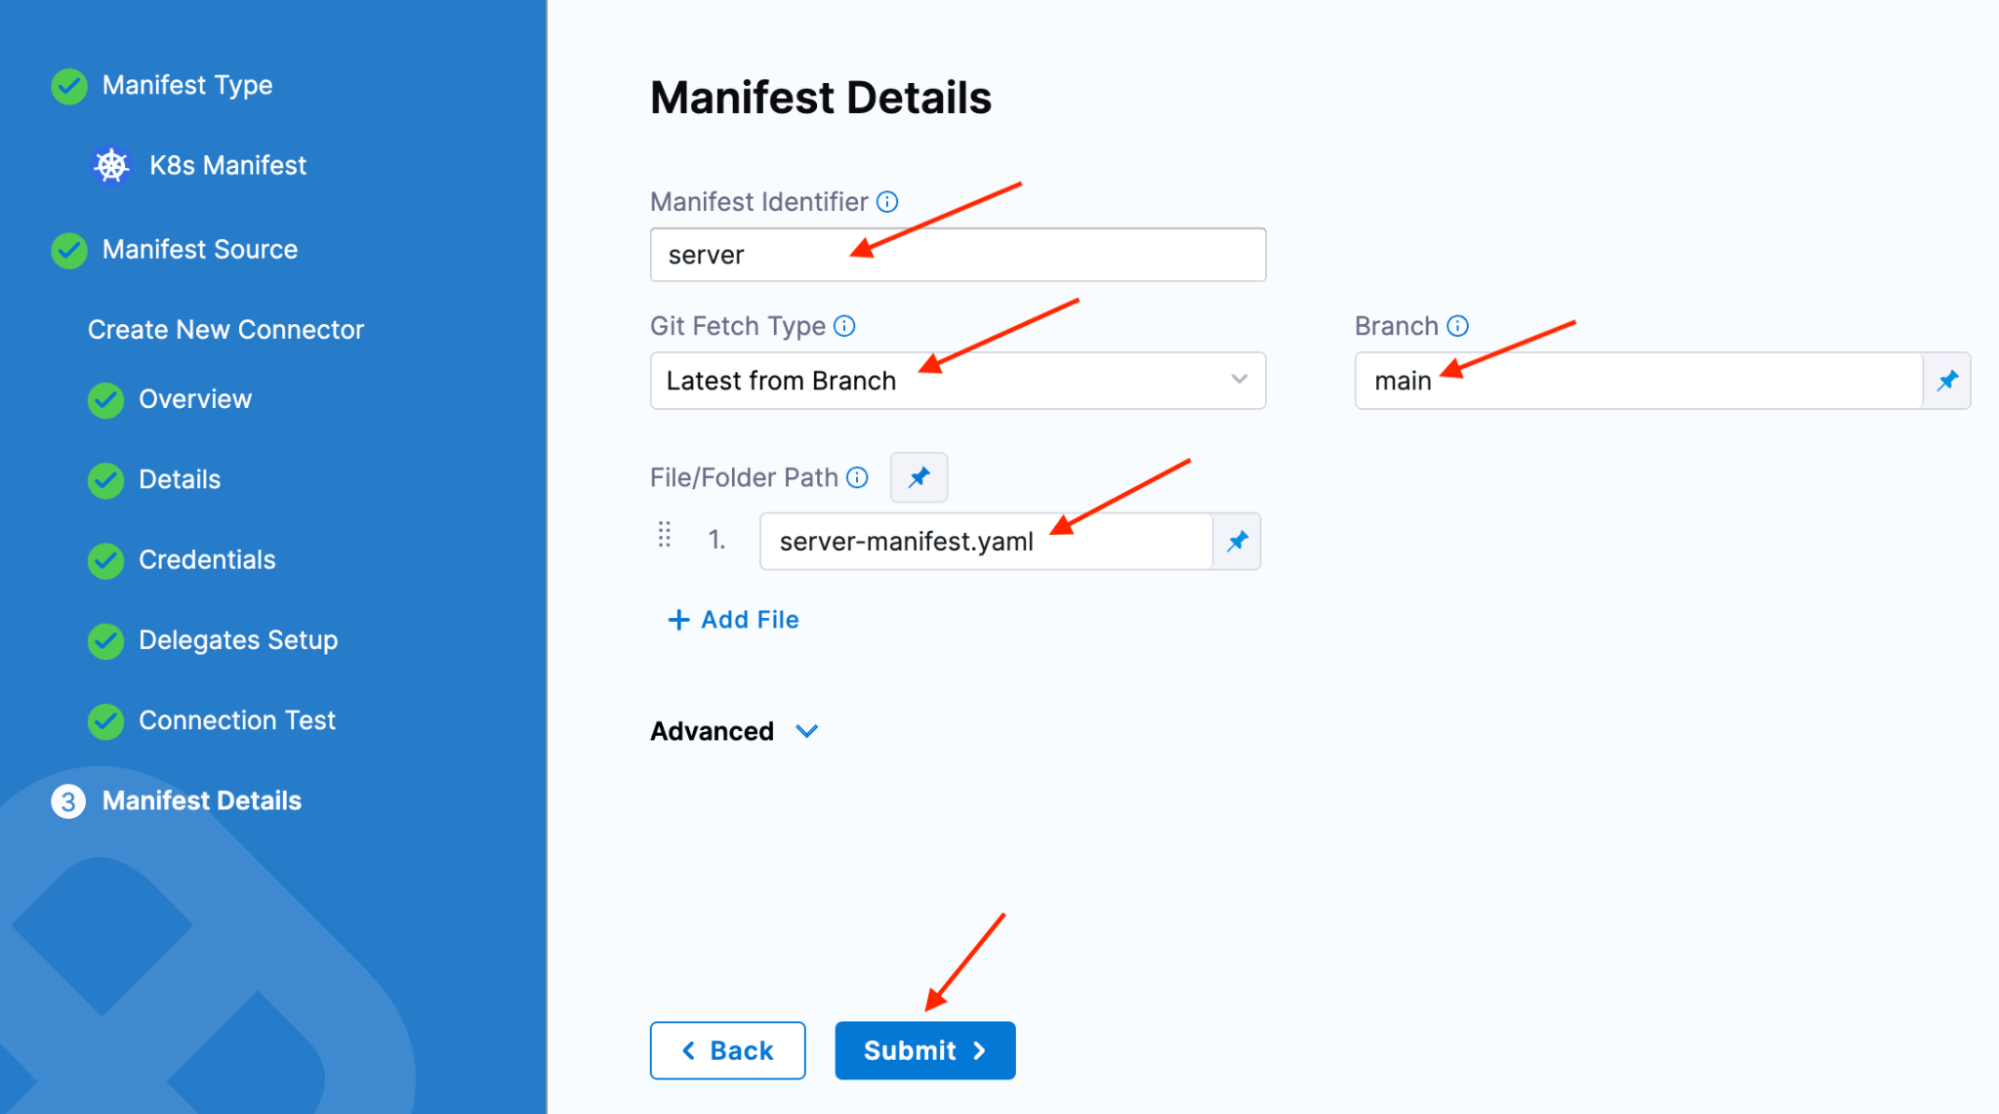 Manifest Type
K8s Manifest
Manifest Source
Create New Connector
Overview
Details
Credentials
Delegates Setup
Connection Test
3 Manifest Details
Manifest Details
Manifest Identifier
server
Git Fetch Type
Latest from Branch
Branch
main
File/Folder Path
1. server-manifest.yaml
+ Add File
Advanced
Back
Submit